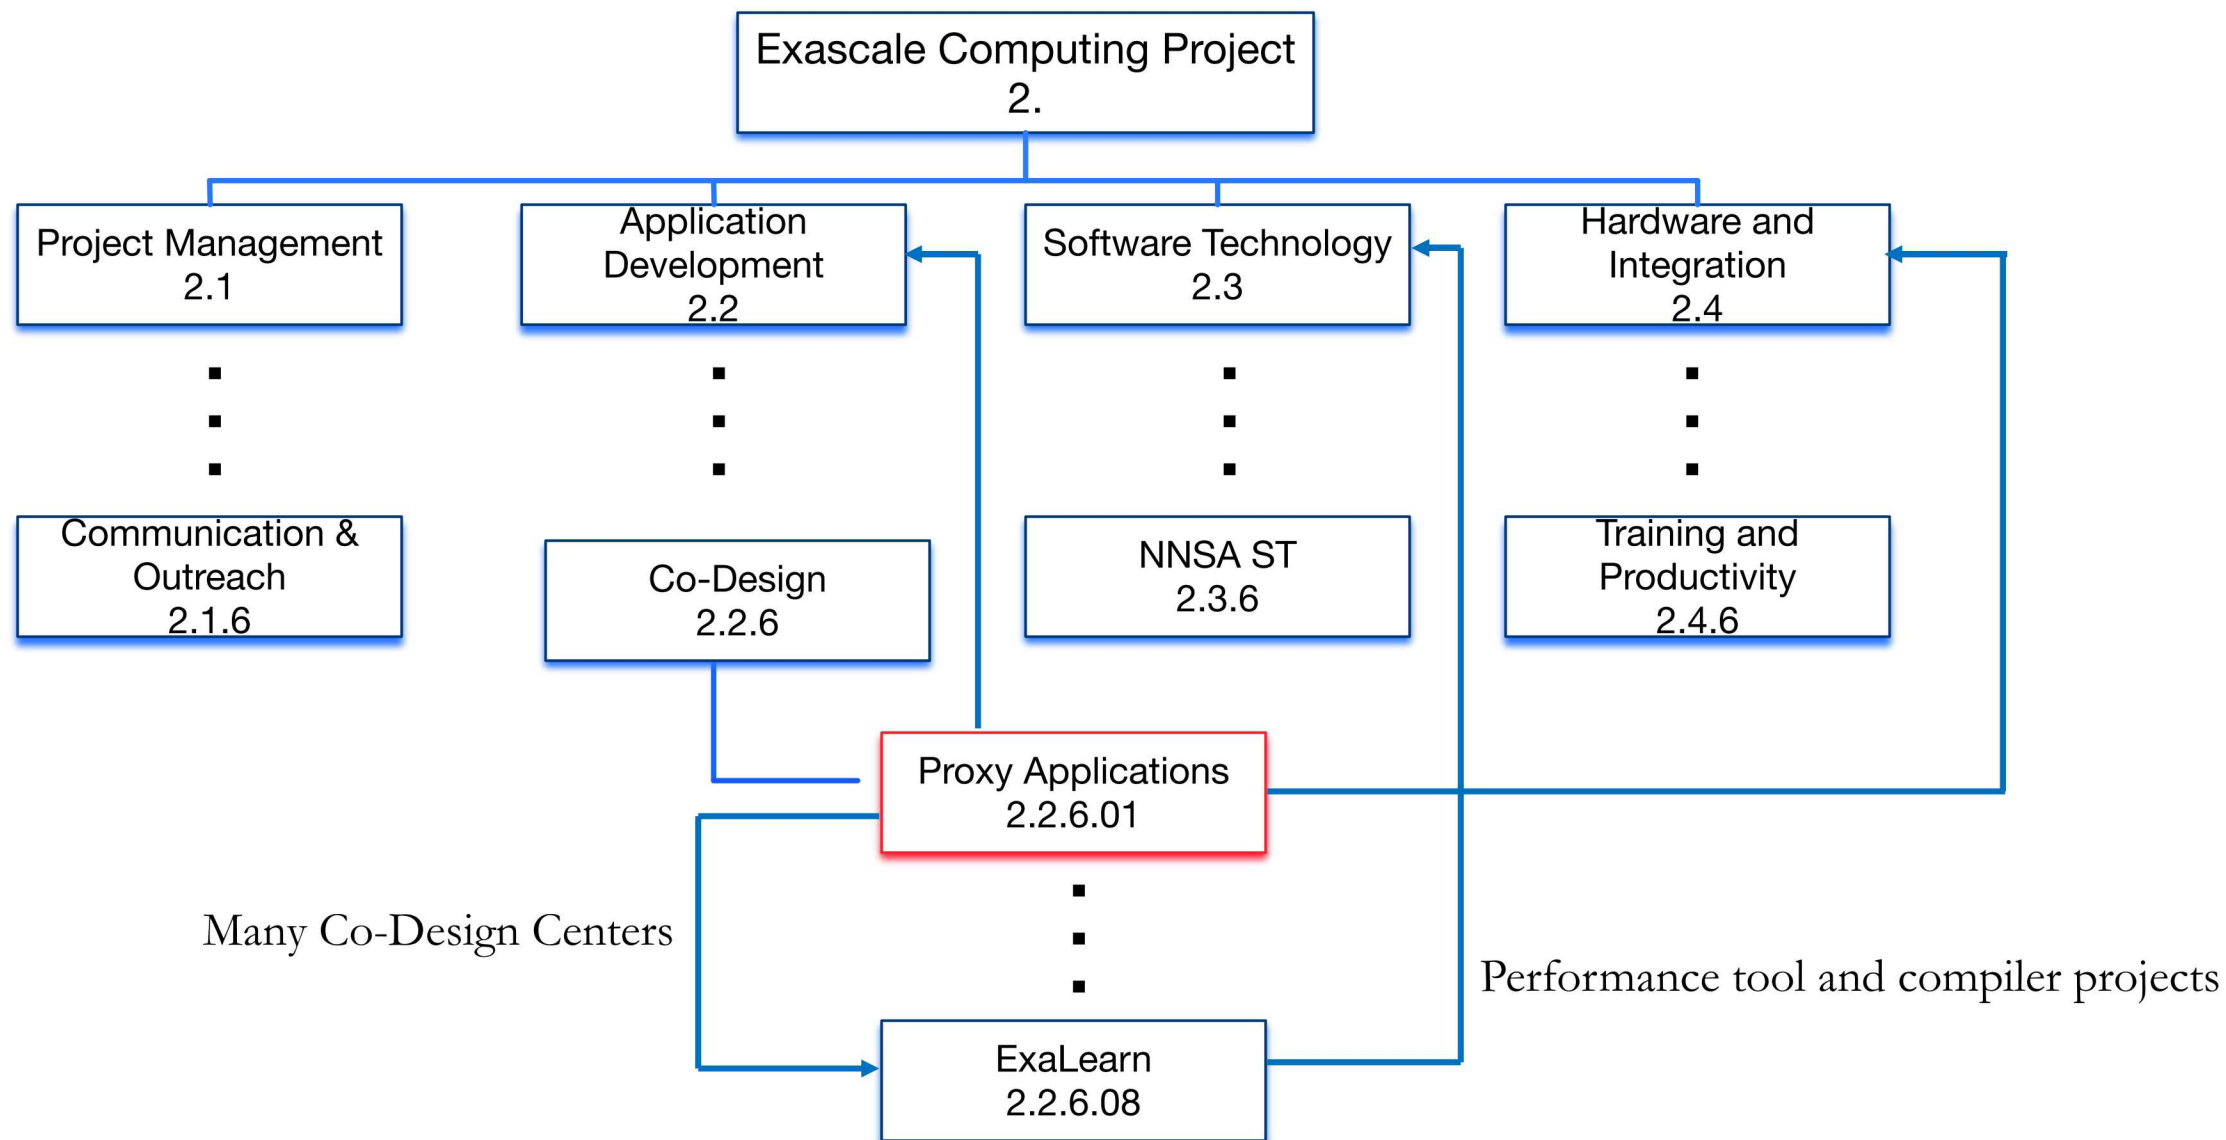 Exascale Computing Project
2.
Project Management
2.1
Application
Development
2.2
Software Technology
2.3
Hardware and
Integration
2.4
Communication &
Outreach
2.1.6
Co-Design
2.2.6
NNSA ST
2.3.6
Training and
Productivity
2.4.6
Proxy Applications
2.2.6.01
Many Co-Design Centers
Performance tool and compiler projects
ExaLearn
2.2.6.08